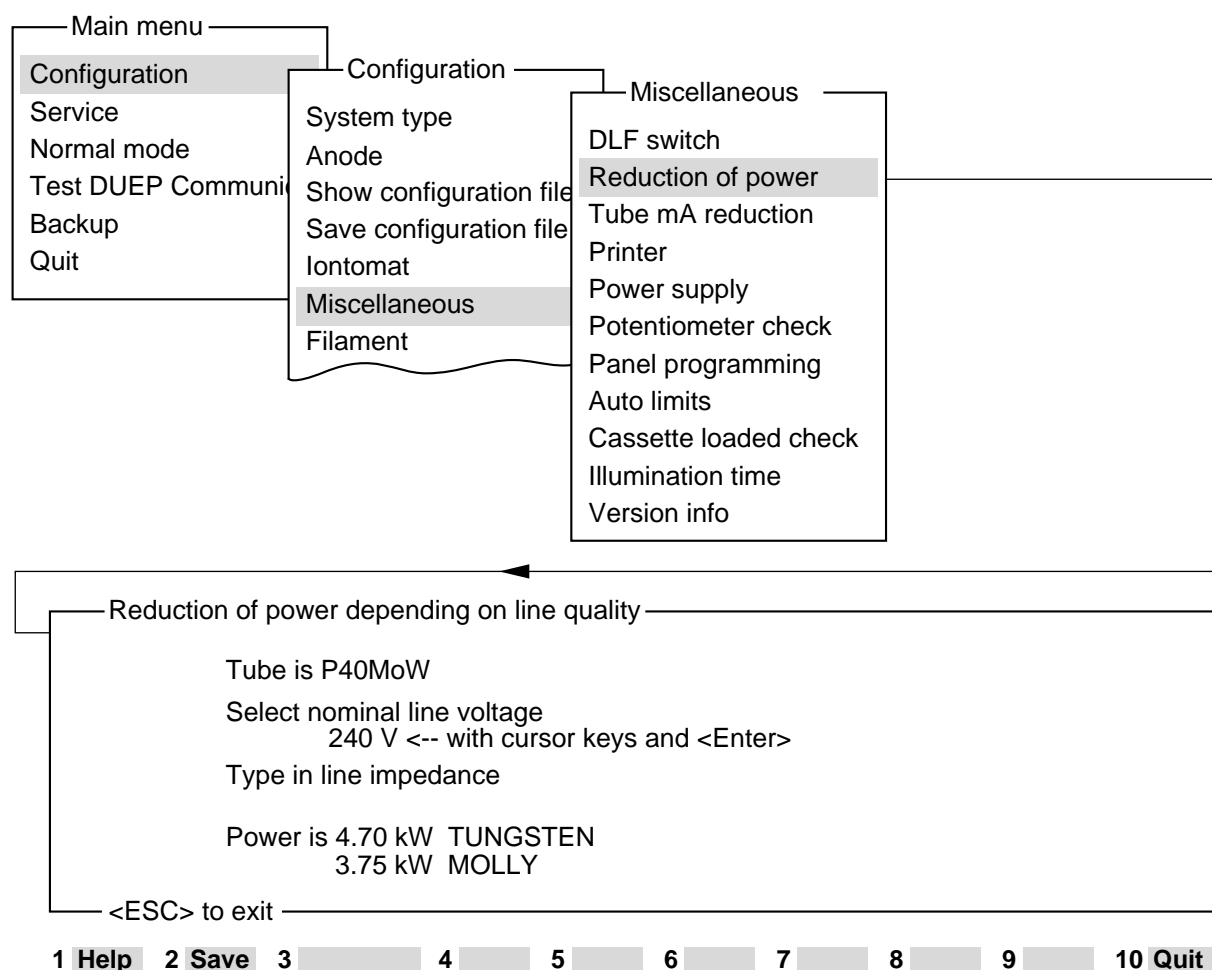 Main menu
Configuration
Service
Normal mode
Test DUEP Communi
Backup
Quit
Configuration
System type
Anode
Show configuration file
Save configuration file
Iontomat
Miscellaneous
Filament
Miscellaneous
DLF switch
Reduction of power
Tube mA reduction
Printer
Power supply
Potentiometer check
Panel programming
Auto limits
Cassette loaded check
Illumination time
Version info
Reduction of power depending on line quality
Tube is P40MoW
Select nominal line voltage
240 V <-- with cursor keys and <Enter>
Type in line impedance
Power is 4.70 kW TUNGSTEN
3.75 kW MOLLY
<ESC> to exit
1 Help 2 Save 3 4 5 6 7 8 9 10 Quit